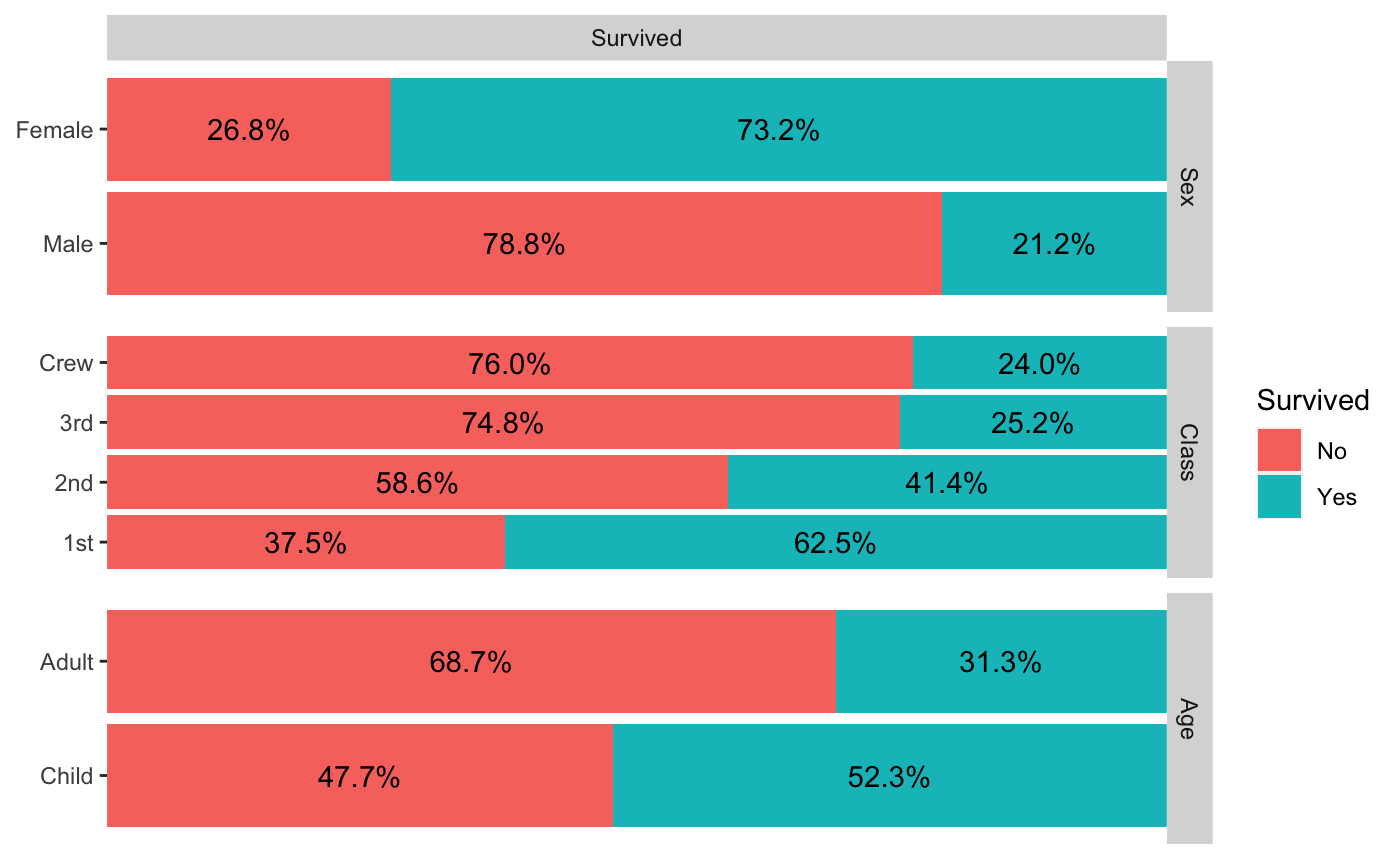 Survived
Female 26.8% 73.2%
Sex
Male 78.8% 21.2%
Crew 76.0% 24.0%
3rd 74.8% 25.2%
Class
2nd 58.6% 41.4%
1st 37.5% 62.5%
Adult 68.7% 31.3%
Age
Child 47.7% 52.3%
Survived
No
Yes